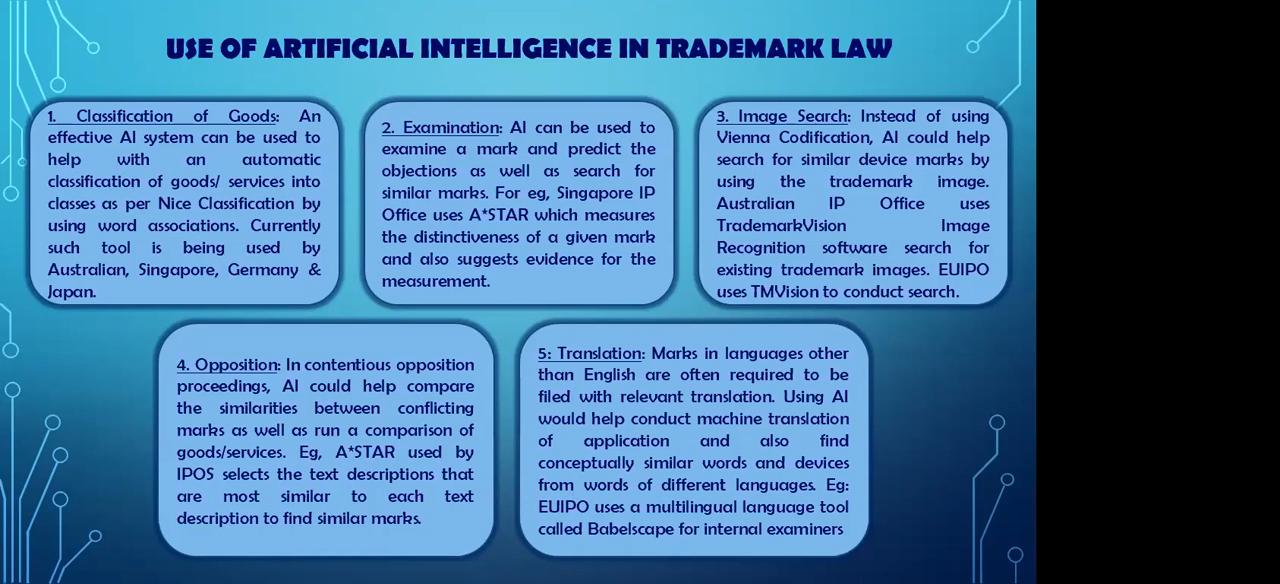 USE OF ARTIFICIAL INTELLIGENCE IN TRADEMARK LAW
1. Classification of Goods: An
effective AI system can be used to
help with an automatic
classification of goods/ services into
classes as per Nice Classification by
using word associations. Currently
such tool is being used by
Australian, Singapore, Germany &
Japan.
2. Examination: AI can be used to
examine a mark and predict the
objections as well as search for
similar marks. For eg, Singapore IP
Office uses A*STAR which measures
the distinctiveness of a given mark
and also suggests evidence for the
measurement.
3. Image Search: Instead of using
Vienna Codification, AI could help
search for similar device marks by
using the trademark image.
Australian IP Office uses
TrademarkVision Image
Recognition software search for
existing trademark images. EUIPO
uses TMVision to conduct search.
4. Opposition: In contentious opposition
proceedings, AI could help compare
the similarities between conflicting
marks as well as run a comparison of
goods/services. Eg, A*STAR used by
IPOS selects the text descriptions that
are most similar to each text
description to find similar marks.
5: Translation: Marks in languages other
than English are often required to be
filed with relevant translation. Using AI
would help conduct machine translation
of application and also find
conceptually similar words and devices
from words of different languages. Eg:
EUIPO uses a multilingual language tool
called Babelscape for internal examiners